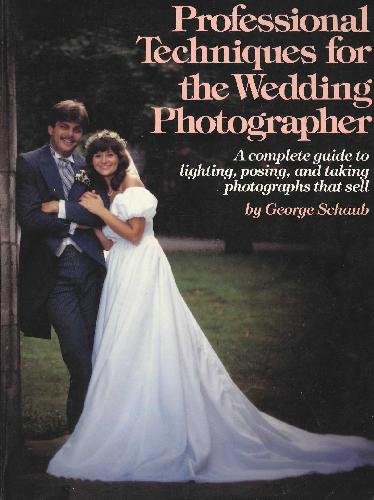 Professional
Techniques for
the Wedding
Photographer
A complete guide to
lighting, posing, and taking
photographs that sell
by George Schaub